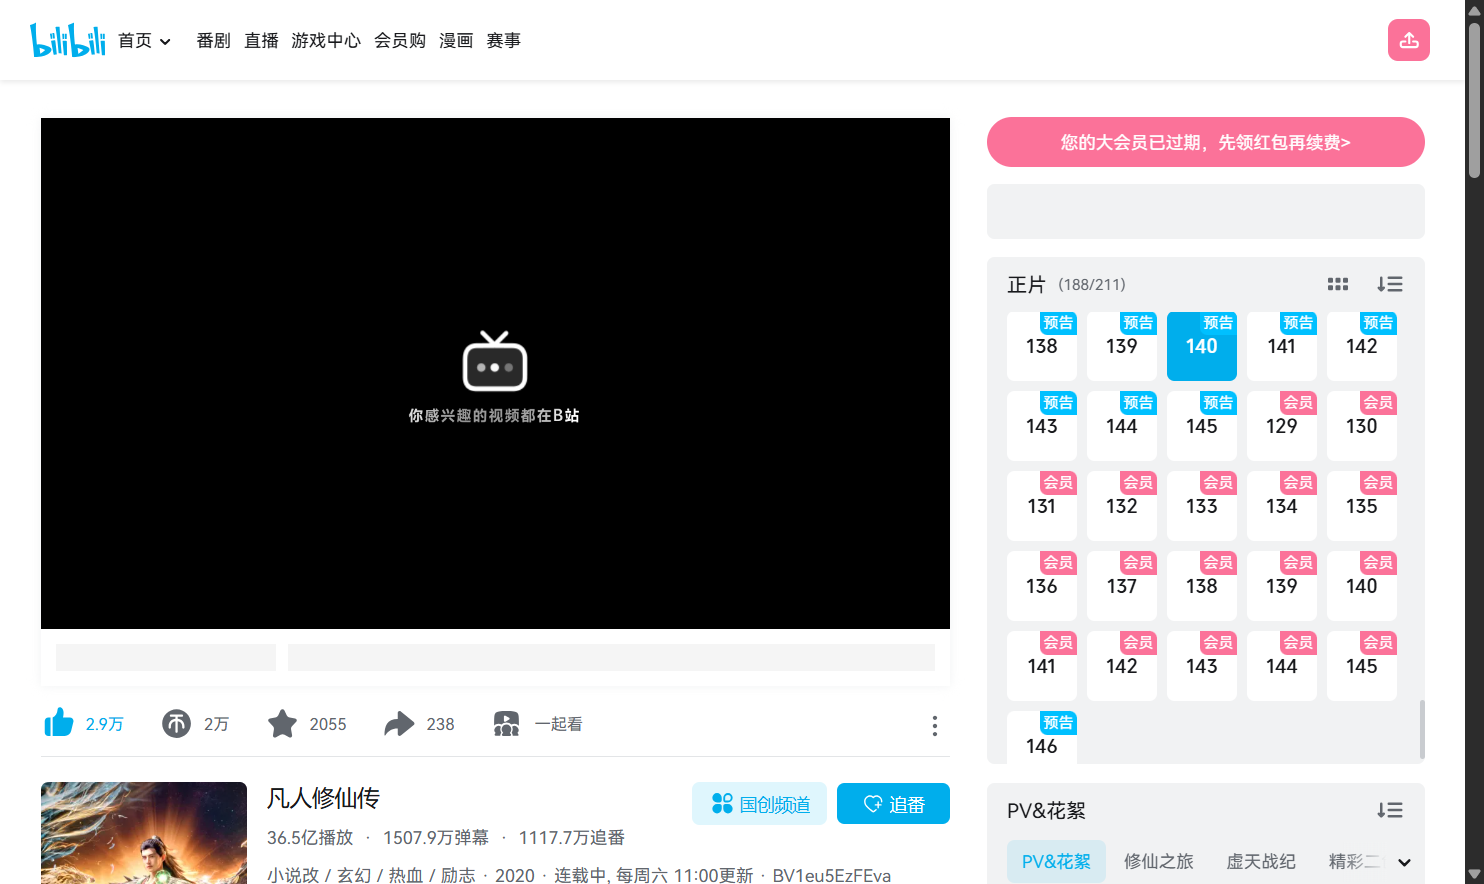 bilibili 首页 番剧 直播 游戏中心 会员购 漫画 赛事
你感兴趣的视频都在B站
2.9万 2万 2055 238 一起看
凡人修仙传
国创频道 追番
36.5亿播放 · 1507.9万弹幕 · 1117.7万追番
小说改 / 玄幻 / 热血 / 励志 · 2020 · 连载中, 每周六 11:00更新 · BV1eu5EzFEva
您的大会员已过期，先领红包再续费>
正片 (188/211)
预告 预告 预告 预告 预告
138 139 140 141 142
预告 预告 预告 会员 会员
143 144 145 129 130
会员 会员 会员 会员 会员
131 132 133 134 135
会员 会员 会员 会员 会员
136 137 138 139 140
会员 会员 会员 会员 会员
141 142 143 144 145
预告
146
PV&花絮
PV&花絮 修仙之旅 虚天战纪 精彩二